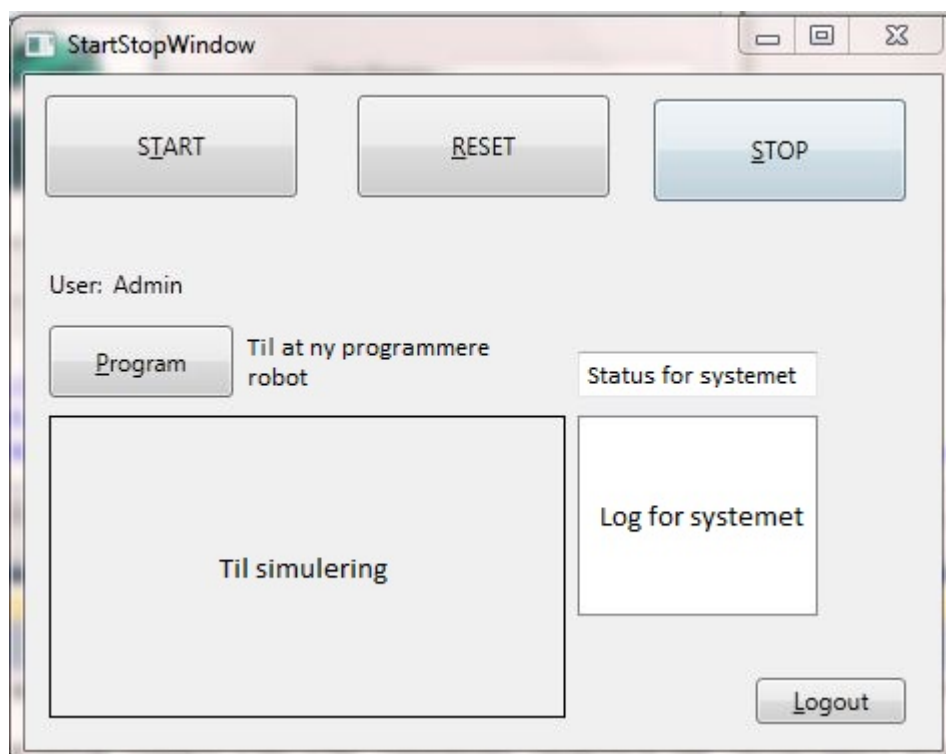 StartStopWindow
START
RESET
STOP
User: Admin
Program
Til at ny programmere
robot
Status for systemet
Til simulering
Log for systemet
Logout